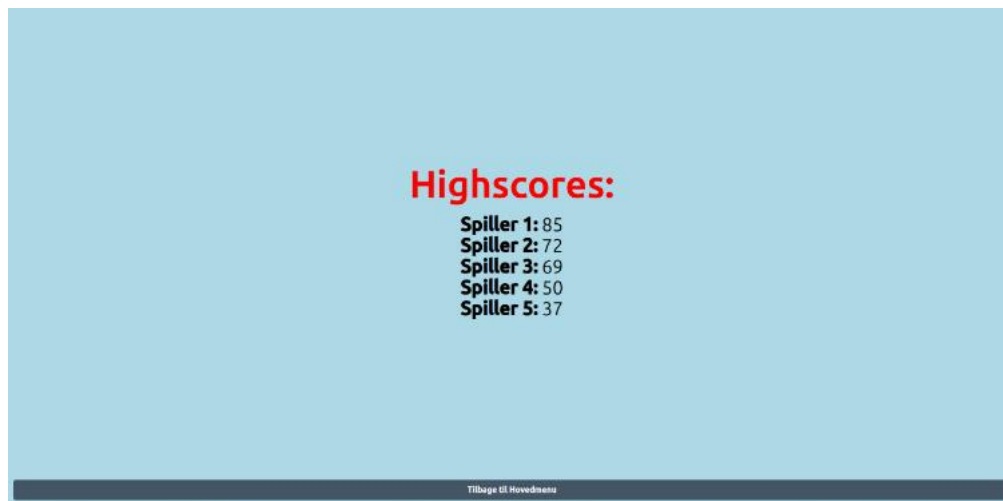 Highscores:
Spiller 1: 85
Spiller 2: 72
Spiller 3: 69
Spiller 4: 50
Spiller 5: 37
Tilbage til Hovedmenu